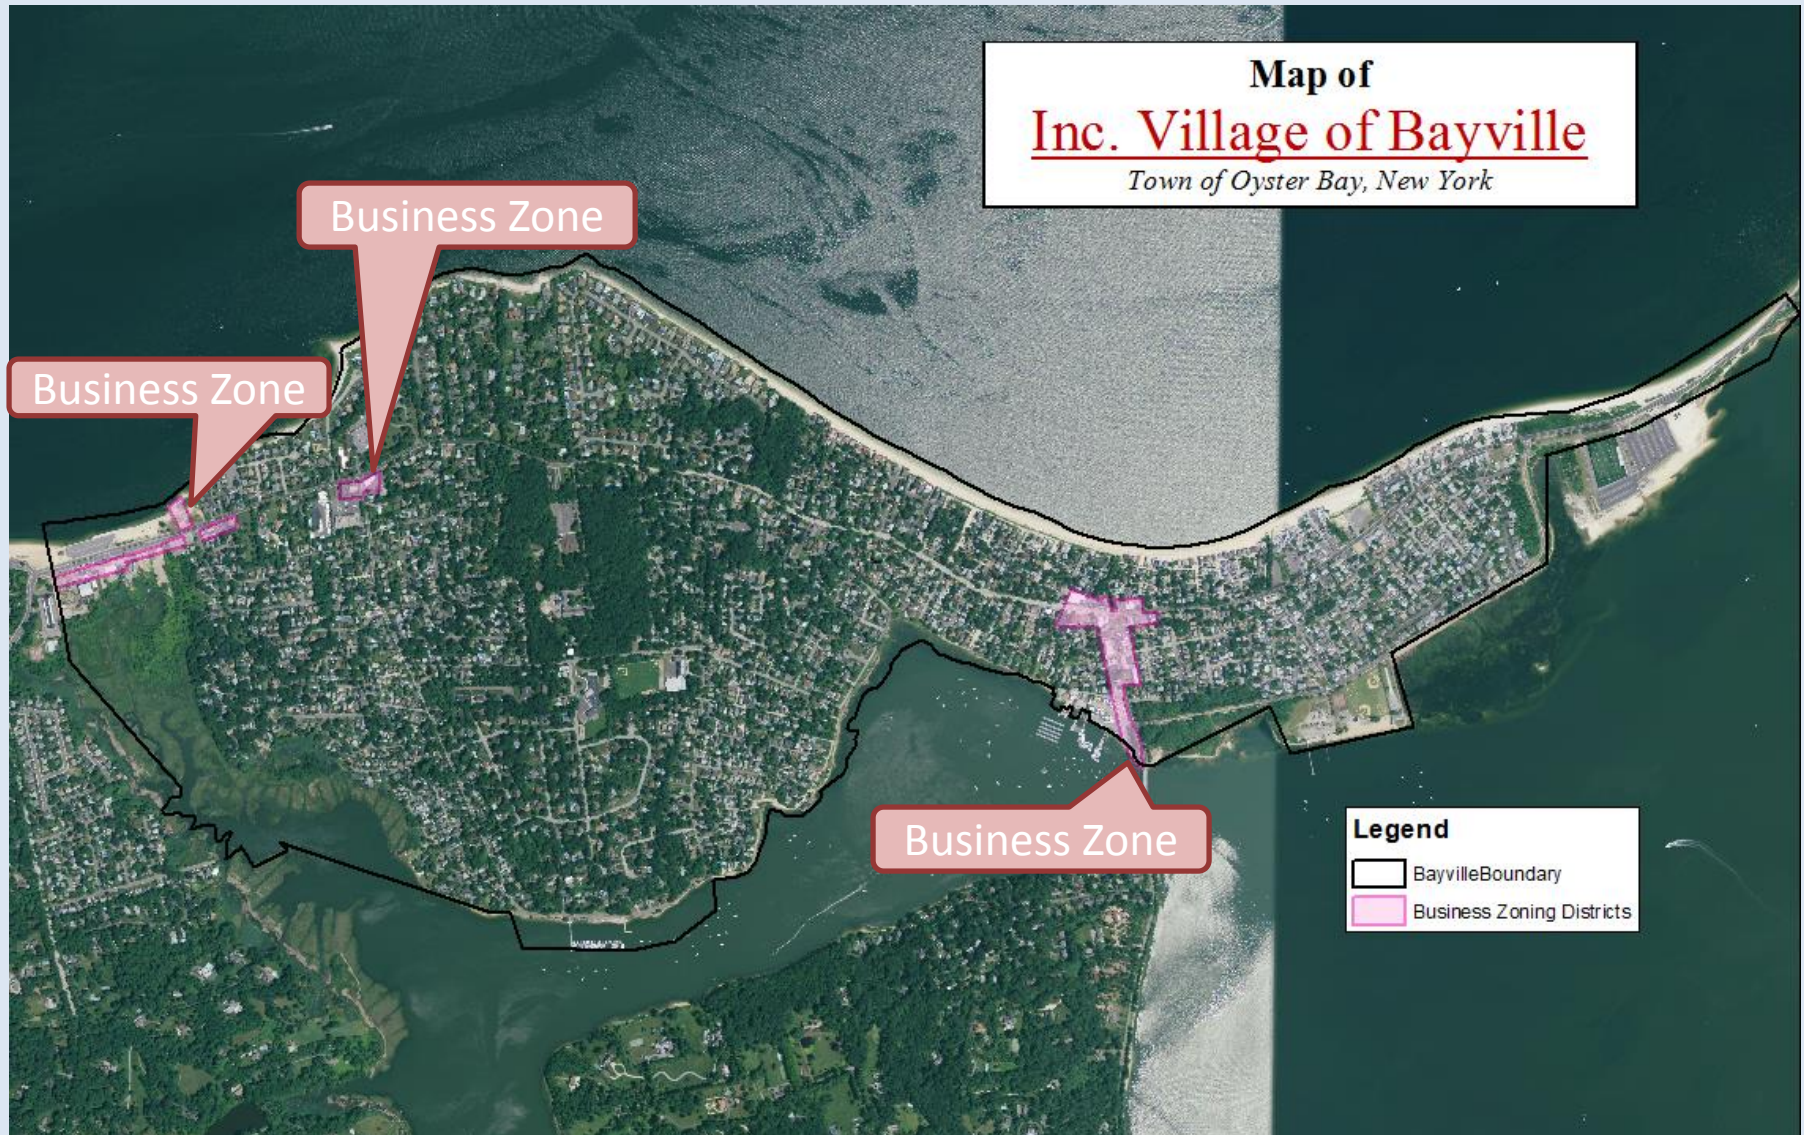 Map of
Inc. Village of Bayville
Town of Oyster Bay, New York
Business Zone
Business Zone
Business Zone
Legend
BayvilleBoundary
Business Zoning Districts